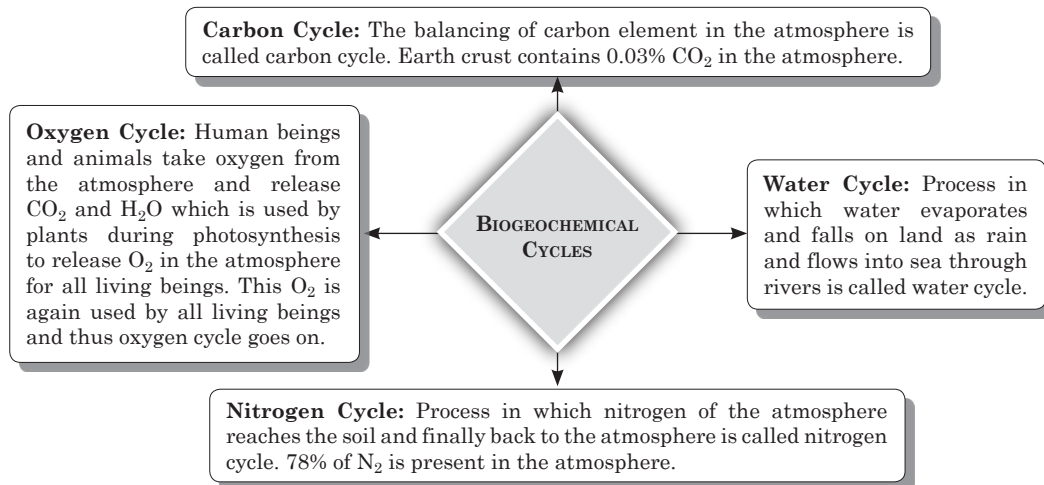 Carbon Cycle: The balancing of carbon element in the atmosphere is
called carbon cycle. Earth crust contains 0.03% CO₂ in the atmosphere.
Oxygen Cycle: Human beings
and animals take oxygen from
the atmosphere and release
CO₂ and H₂O which is used by
plants during photosynthesis
to release O₂ in the atmosphere
for all living beings. This O₂ is
again used by all living beings
and thus oxygen cycle goes on.
BIOGEOCHEMICAL
CYCLES
Water Cycle: Process in
which water evaporates
and falls on land as rain
and flows into sea through
rivers is called water cycle.
Nitrogen Cycle: Process in which nitrogen of the atmosphere
reaches the soil and finally back to the atmosphere is called nitrogen
cycle. 78% of N₂ is present in the atmosphere.